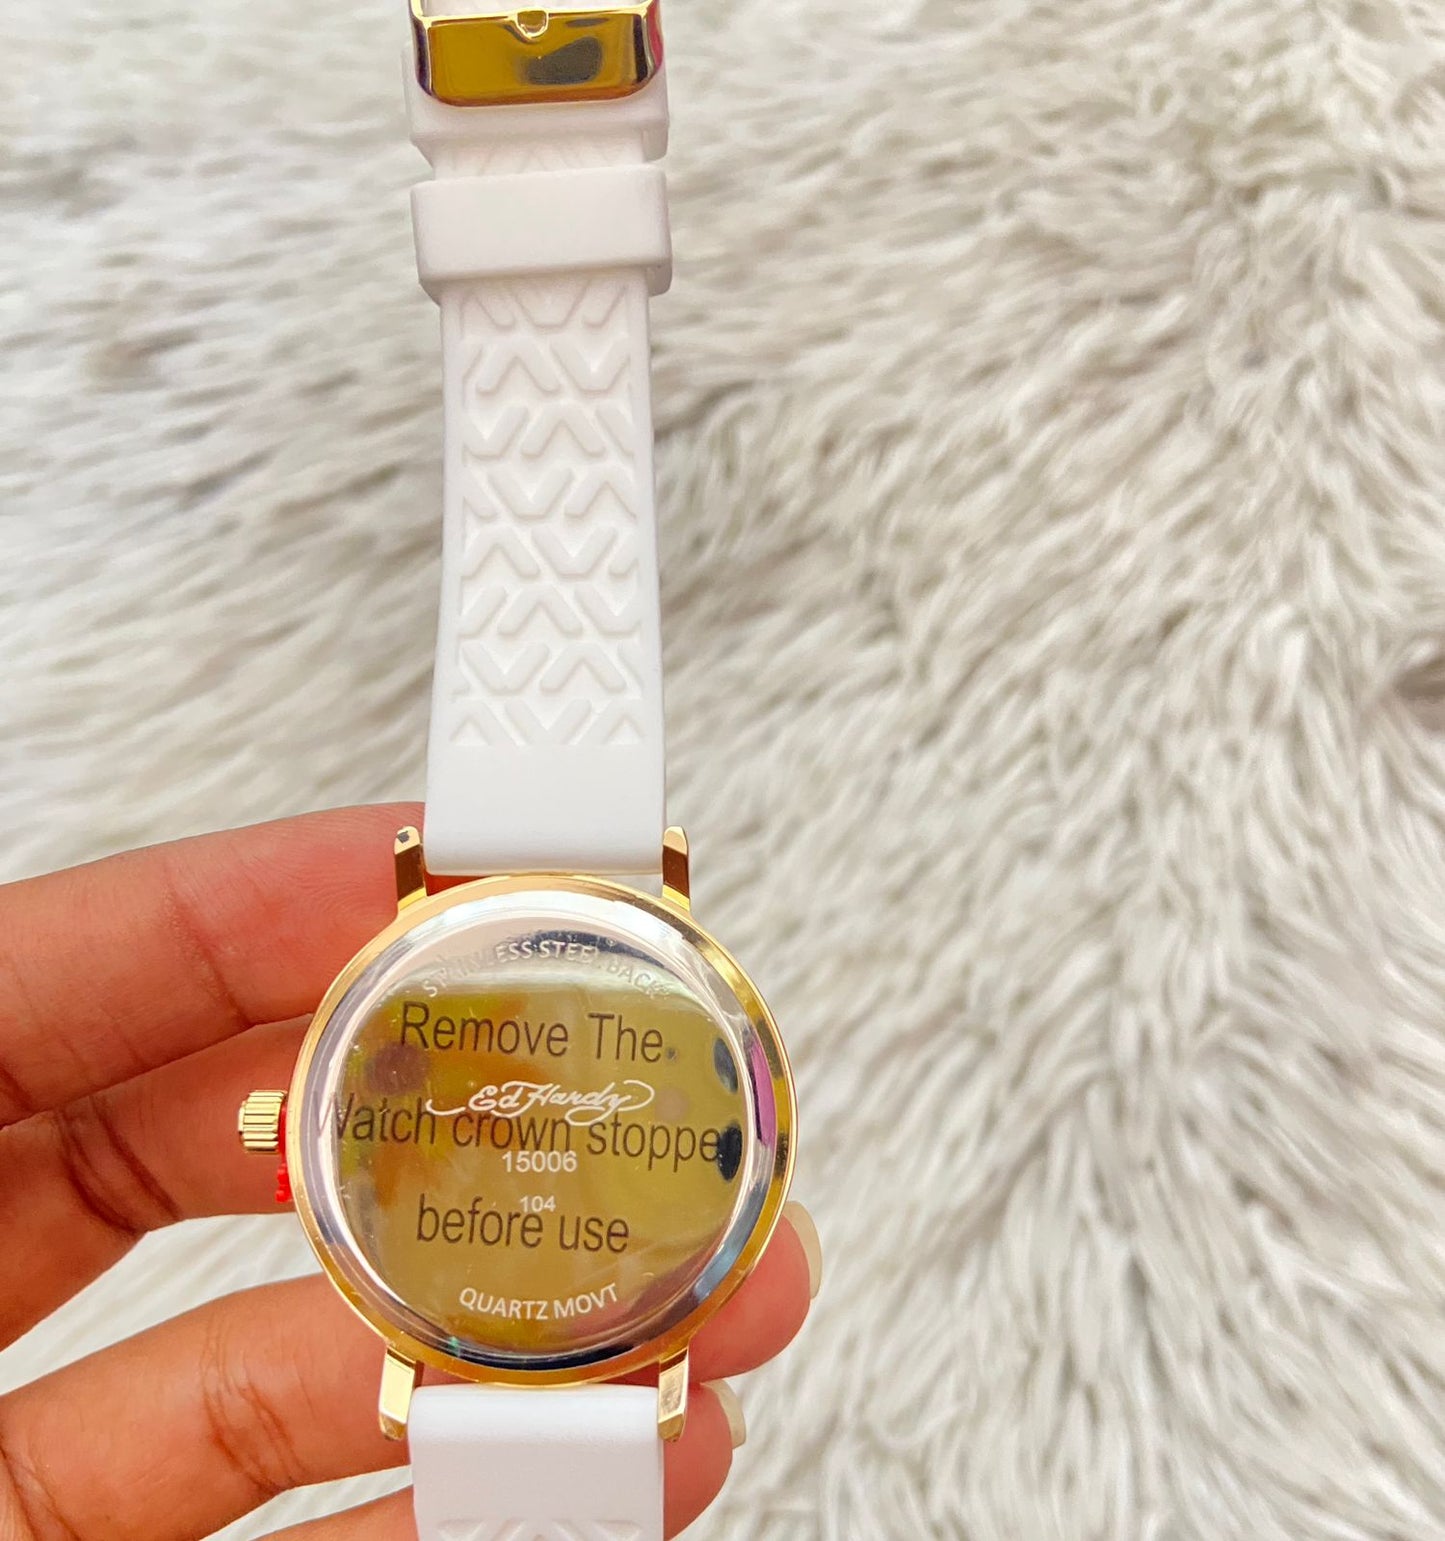 STAINLESS STEEL BACK
Remove The
Ed Hardy
Watch crown stopper
15006
104
before use
QUARTZ MOVT